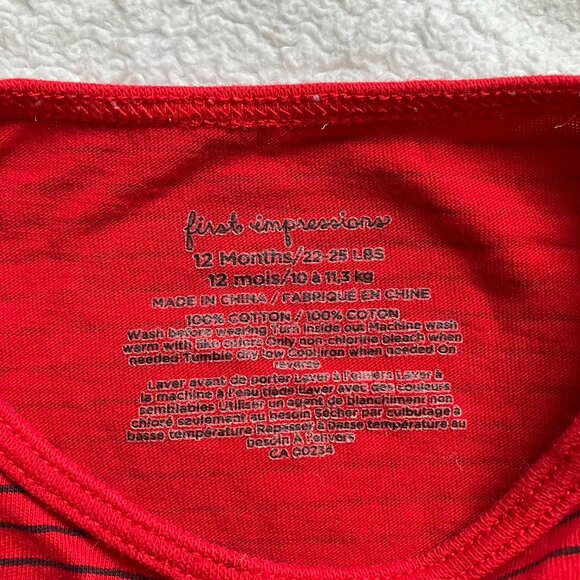 first impressions
12 Months/22-25 LBS
12 mois/10 à 11,3 kg
MADE IN CHINA / FABRIQUÉ EN CHINE
100% COTTON / 100% COTON
Wash before wearing Turn inside out Machine wash
warm with like colors Only non-chlorine bleach when
needed Tumble dry low Cool iron when needed On
reverse
Laver avant de porter Laver à l'envers Laver à
la machine à l'eau tiède Laver avec des couleurs
semblables Utiliser un agent de blanchiment non
chloré seulement au besoin Sécher par culbutage à
basse température Repasser à basse température au
besoin À l'envers
CA 00234